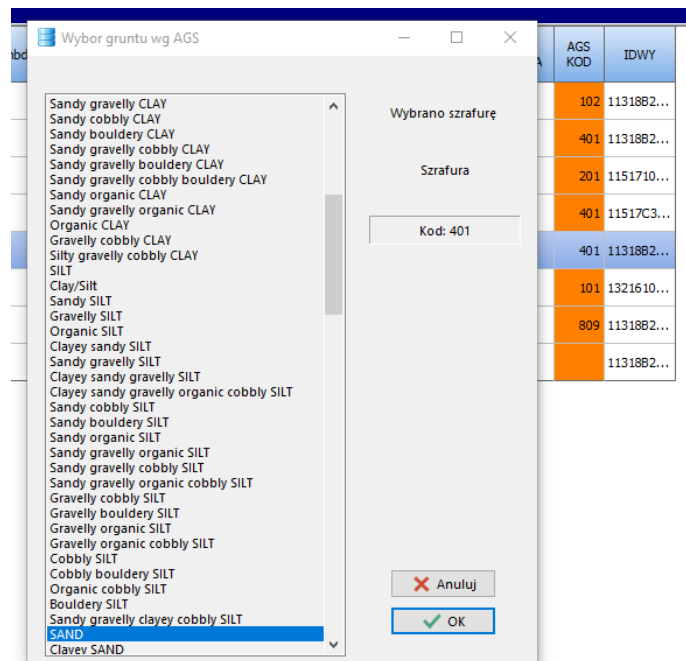 Wybor gruntu wg AGS
AGS
KOD
IDWY
Sandy gravelly CLAY
Sandy cobbly CLAY
Sandy bouldery CLAY
Sandy gravelly cobbly CLAY
Sandy gravelly bouldery CLAY
Sandy gravelly cobbly bouldery CLAY
Sandy organic CLAY
Sandy gravelly organic CLAY
Organic CLAY
Gravelly cobbly CLAY
Silty gravelly cobbly CLAY
SILT
Clay/Silt
Sandy SILT
Gravelly SILT
Organic SILT
Clayey sandy SILT
Sandy gravelly SILT
Clayey sandy gravelly SILT
Clayey sandy gravelly organic cobbly SILT
Sandy cobbly SILT
Sandy bouldery SILT
Sandy organic SILT
Sandy gravelly organic SILT
Sandy gravelly cobbly SILT
Sandy gravelly organic cobbly SILT
Gravelly cobbly SILT
Gravelly bouldery SILT
Gravelly organic SILT
Gravelly organic cobbly SILT
Cobbly SILT
Cobbly bouldery SILT
Organic cobbly SILT
Bouldery SILT
Sandy gravelly clayey cobbly SILT
SAND
Clayey SAND
Wybrano szrafurę
Szrafura
Kod: 401
Anuluj
OK
102 11318B2...
401 11318B2...
201 1151710...
401 11517C3...
401 11318B2...
101 1321610...
809 11318B2...
11318B2...